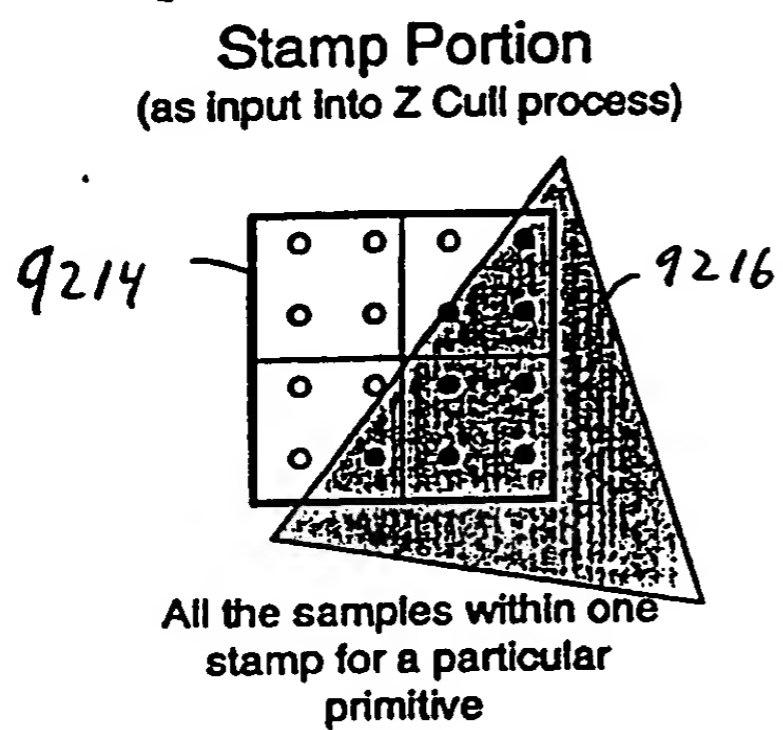 Stamp Portion
(as input into Z Cull process)
9214
9216
All the samples within one
stamp for a particular
primitive